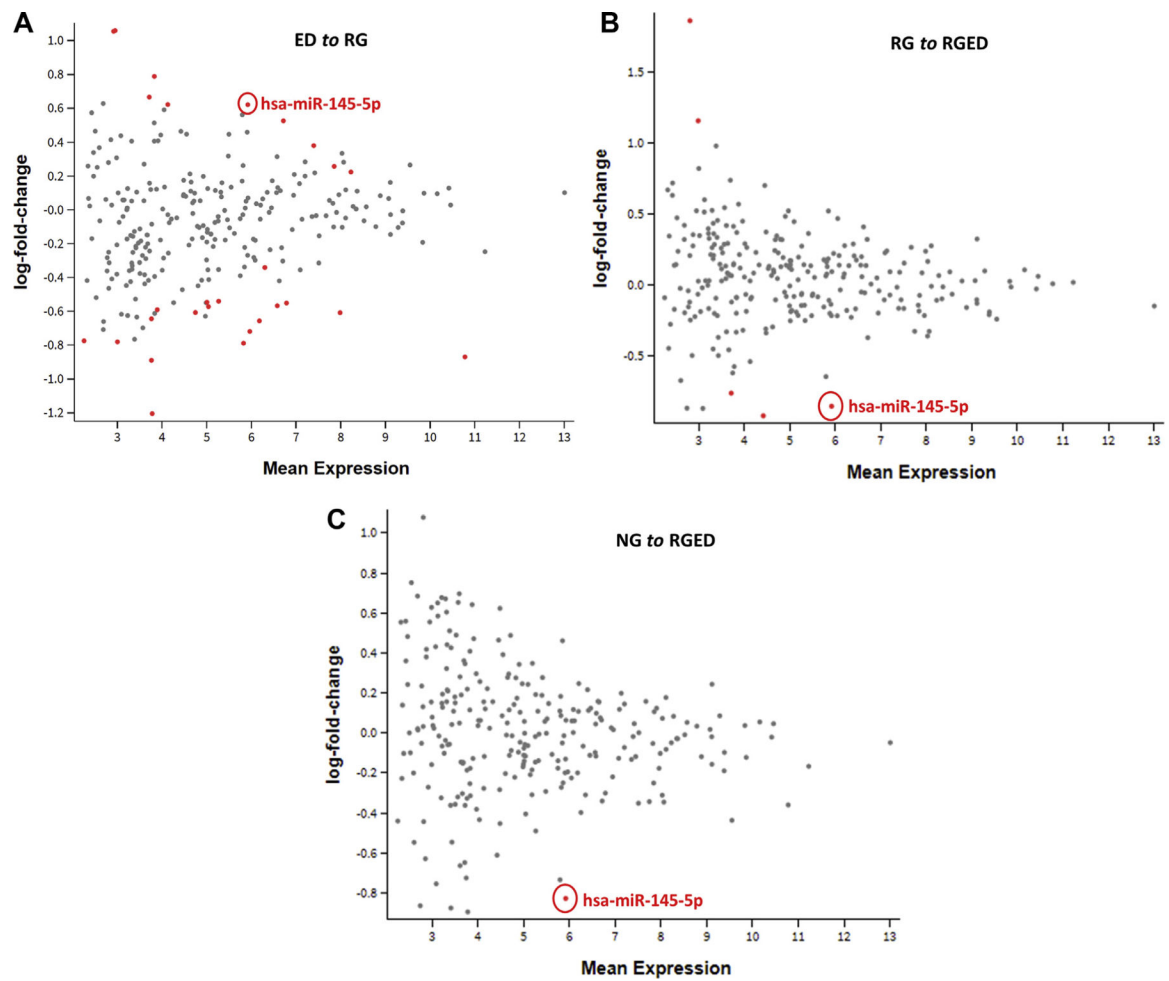 A
ED to RG
1.0
0.8
0.6
0.4
0.2
-0.0
-0.2
-0.4
-0.6
-0.8
-1.0
-1.2
log-fold-change
hsa-miR-145-5p
3 4 5 6 7 8 9 10 11 12 13
Mean Expression
B
RG to RGED
1.5
1.0
0.5
0.0
-0.5
log-fold-change
hsa-miR-145-5p
3 4 5 6 7 8 9 10 11 12 13
Mean Expression
C
NG to RGED
1.0
0.8
0.6
0.4
0.2
0.0
-0.2
-0.4
-0.6
-0.8
log-fold-change
hsa-miR-145-5p
3 4 5 6 7 8 9 10 11 12 13
Mean Expression